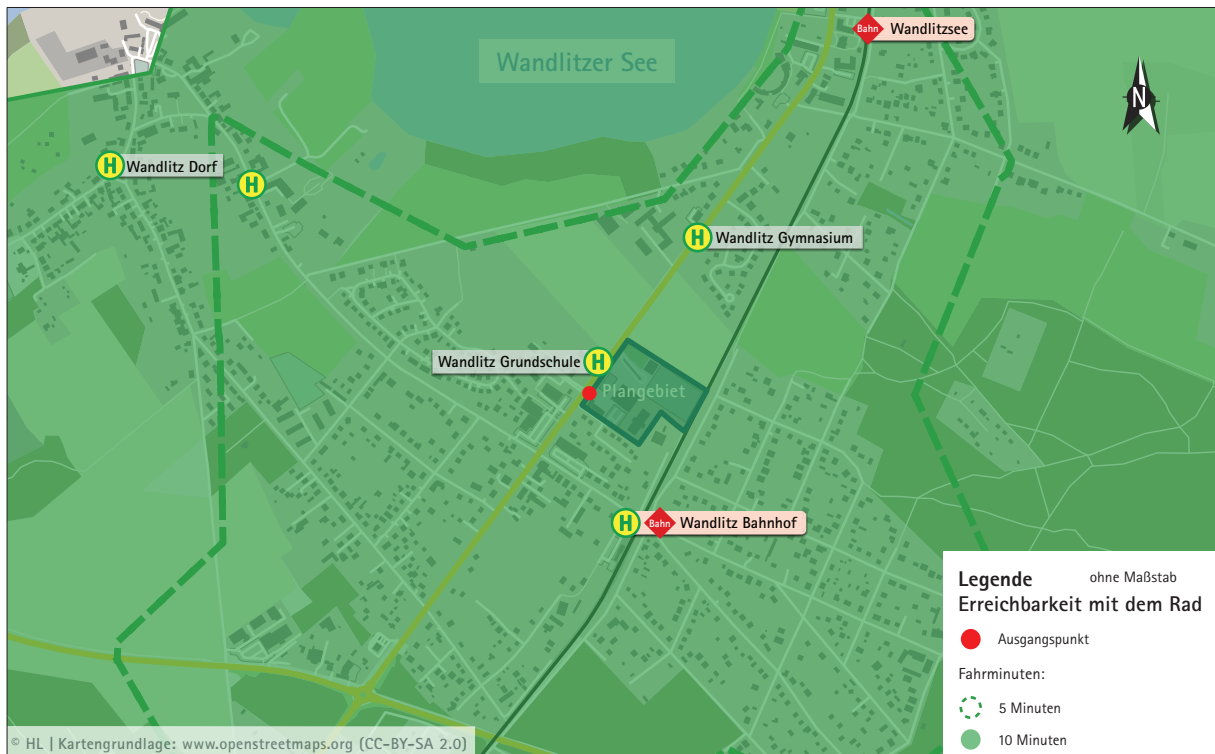 Bahn Wandlitzsee
Wandlitzer See
N
H Wandlitz Dorf
H
H Wandlitz Gymnasium
Wandlitz Grundschule H
Plangebiet
H Bahn Wandlitz Bahnhof
Legende ohne Maßstab
Erreichbarkeit mit dem Rad
Ausgangspunkt
Fahrminuten:
5 Minuten
10 Minuten
© HL | Kartengrundlage: www.openstreetmaps.org (CC-BY-SA 2.0)